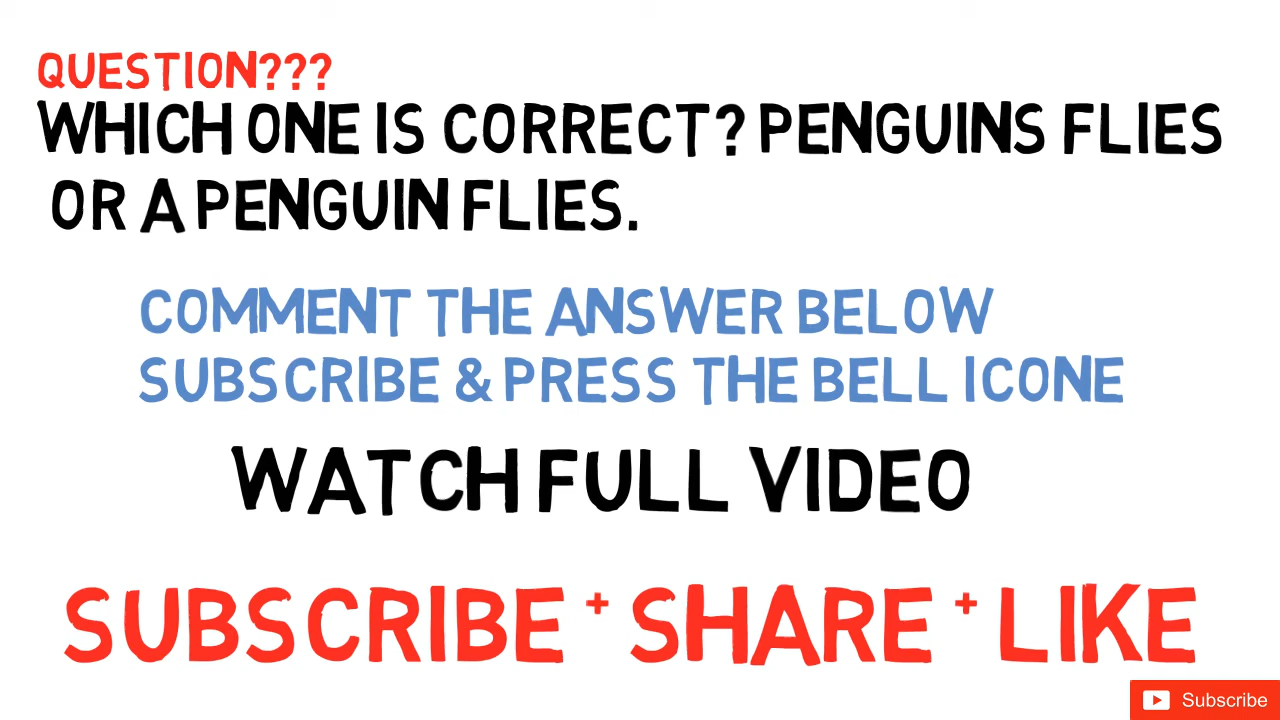 QUESTION???
WHICH ONE IS CORRECT? PENGUINS FLIES
OR A PENGUIN FLIES.
COMMENT THE ANSWER BELOW
SUBSCRIBE & PRESS THE BELL ICONE
WATCH FULL VIDEO
SUBSCRIBE + SHARE + LIKE
Subscribe